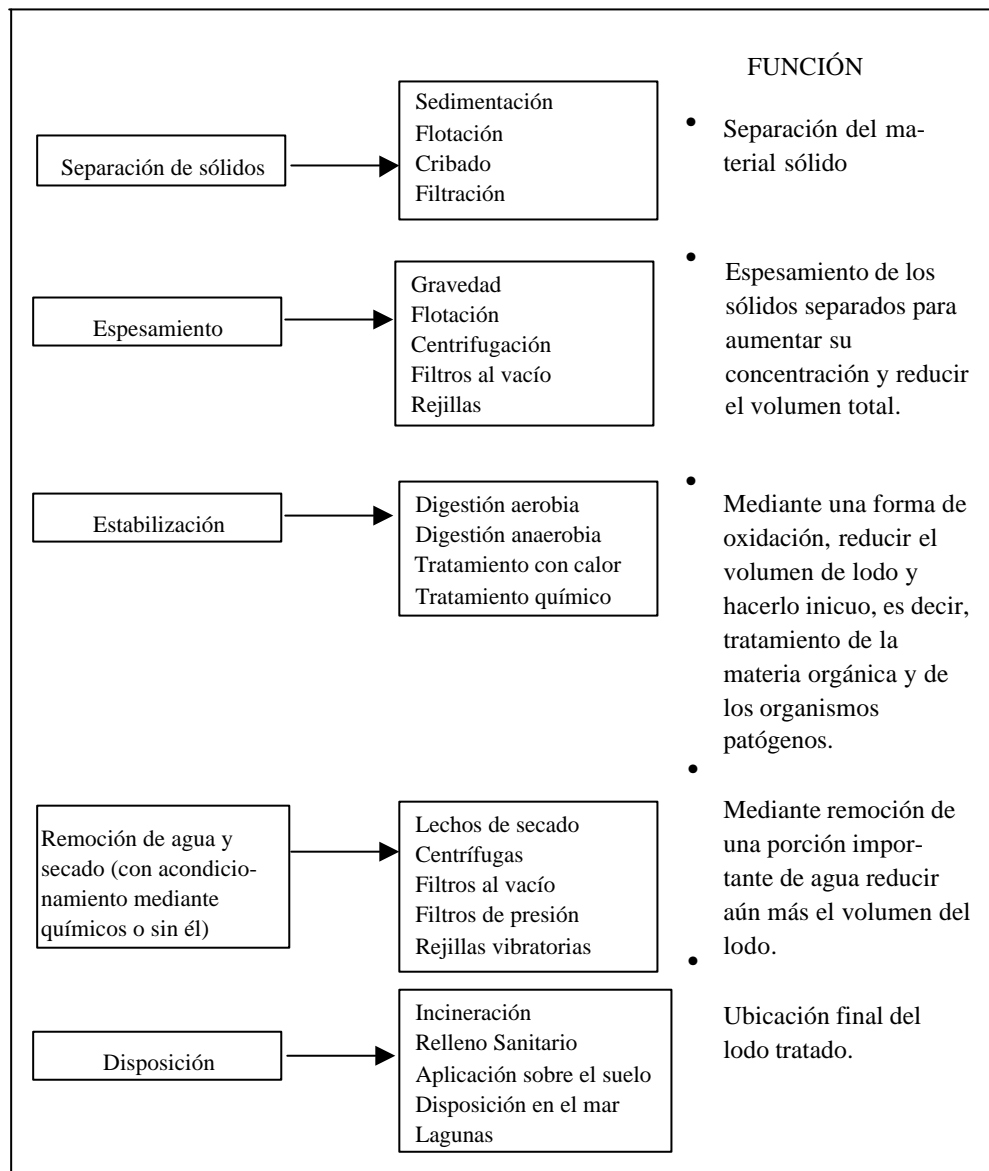 FUNCIÓN
Separación de sólidos
Sedimentación
Flotación
Cribado
Filtración
• Separación del ma-
terial sólido
Espesamiento
Gravedad
Flotación
Centrifugación
Filtros al vacío
Rejillas
• Espesamiento de los
sólidos separados para
aumentar su
concentración y reducir
el volumen total.
Estabilización
Digestión aerobia
Digestión anaerobia
Tratamiento con calor
Tratamiento químico
• Mediante una forma de
oxidación, reducir el
volumen de lodo y
hacerlo inicuo, es decir,
tratamiento de la
materia orgánica y de
los organismos
patógenos.
Remoción de agua y
secado (con acondicio-
namiento mediante
químicos o sin él)
Lechos de secado
Centrífugas
Filtros al vacío
Filtros de presión
Rejillas vibratorias
• Mediante remoción de
una porción impor-
tante de agua reducir
aún más el volumen del
lodo.
Disposición
Incineración
Relleno Sanitario
Aplicación sobre el suelo
Disposición en el mar
Lagunas
• Ubicación final del
lodo tratado.